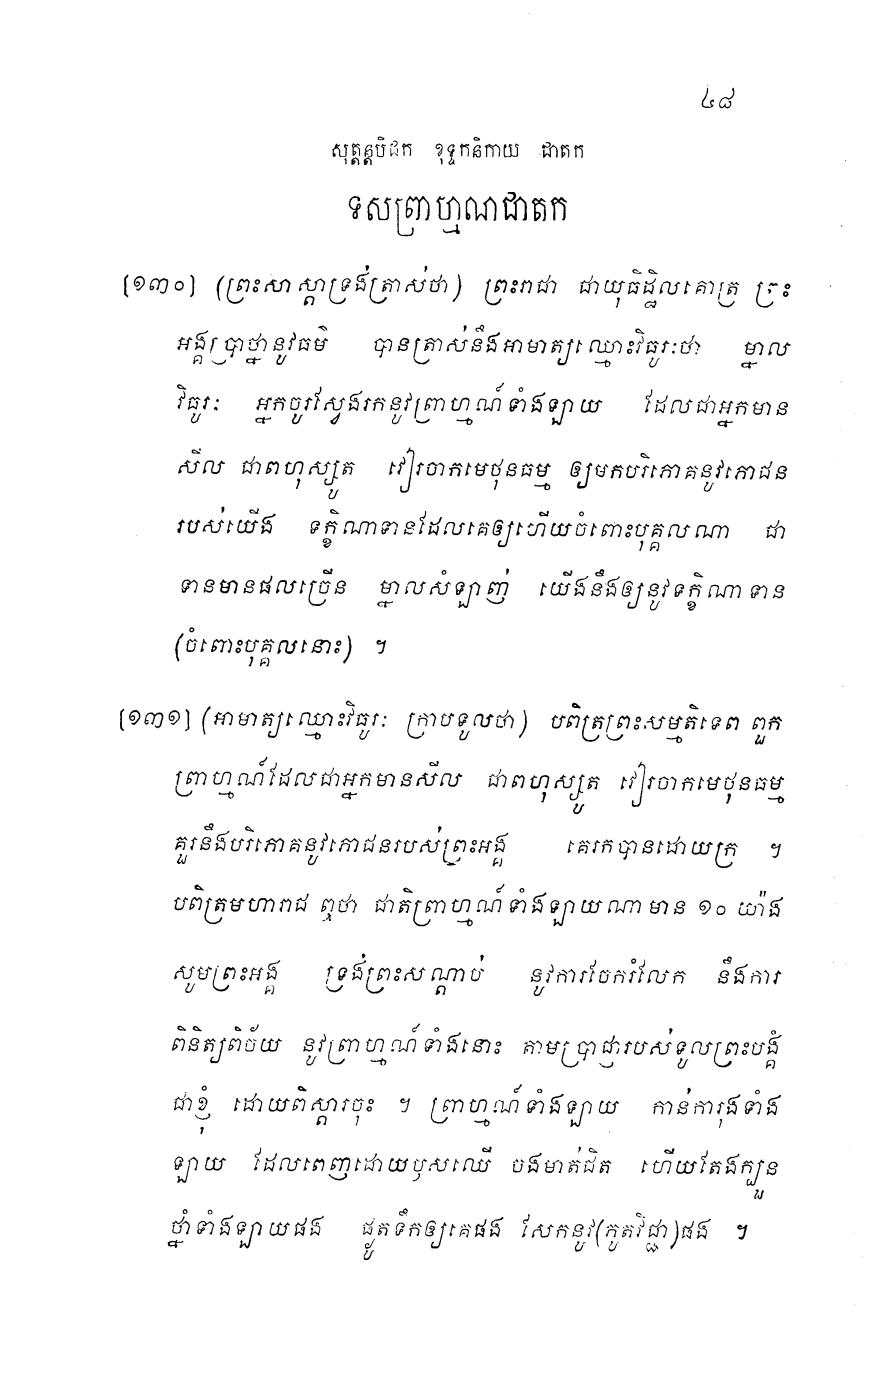 ៤៨
សុត្តន្តបិដក ខុទ្ទកនិកាយ ជាតក
ទសព្រាហ្មណជាតក
[១៣០] (ព្រះសាស្តាទ្រង់ត្រាស់ថា) ព្រះរាជា ជាយុធិដ្ឋិលគោត្រ ព្រះ
អង្គប្រាថ្នានូវធម៌ បានត្រាស់នឹងអាមាត្យឈ្មោះវិធូរៈថា ម្នាល
វិធូរៈ អ្នកចូរស្វែងរកនូវព្រាហ្មណ៍ទាំងឡាយ ដែលជាអ្នកមាន
សីល ជាពហុស្សូត វៀរចាកមេថុនធម្ម ឲ្យមកបរិភោគនូវភោជន
របស់យើង ទក្ខិណាទានដែលគេឲ្យហើយចំពោះបុគ្គលណា ជា
ទានមានផលច្រើន ម្នាលសំឡាញ់ យើងនឹងឲ្យនូវទក្ខិណាទាន
(ចំពោះបុគ្គលនោះ) ។
[១៣១] (អាមាត្យឈ្មោះវិធូរៈ ក្រាបទូលថា) បពិត្រព្រះសម្មតិទេព ពួក
ព្រាហ្មណ៍ដែលជាអ្នកមានសីល ជាពហុស្សូត វៀរចាកមេថុនធម្ម
គួរនឹងបរិភោគនូវភោជនរបស់ព្រះអង្គ គេរកបានដោយក្រ ។
បពិត្រមហារាជ ឮថា ជាតិព្រាហ្មណ៍ទាំងឡាយណាមាន ១០ យ៉ាង
សូមព្រះអង្គ ទ្រង់ព្រះសណ្តាប់ នូវការចែករំលែក នឹងការ
ពិនិត្យពិច័យ នូវព្រាហ្មណ៍ទាំងនោះ តាមប្រាជ្ញារបស់ទូលព្រះបង្គំ
ជាខ្ញុំ ដោយពិស្តារចុះ ។ ព្រាហ្មណ៍ទាំងឡាយ កាន់ការុងទាំង
ឡាយ ដែលពេញដោយឫសឈើ ចងមាត់ជិត ហើយតែងក្បួន
ថ្នាំទាំងឡាយផង ផ្ងូតទឹកឲ្យគេផង សែកនូវ(កូតវិជ្ជា)ផង ។